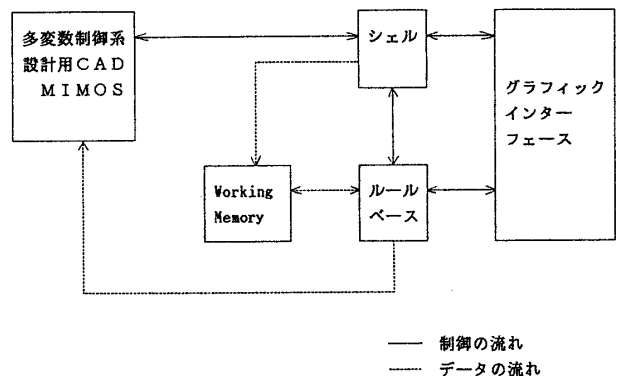 多変数制御系
設計用ＣＡＤ
ＭＩＭＯＳ
シェル
グラフィック
インター
フェース
Working
Memory
ルール
ベース
制御の流れ
データの流れ